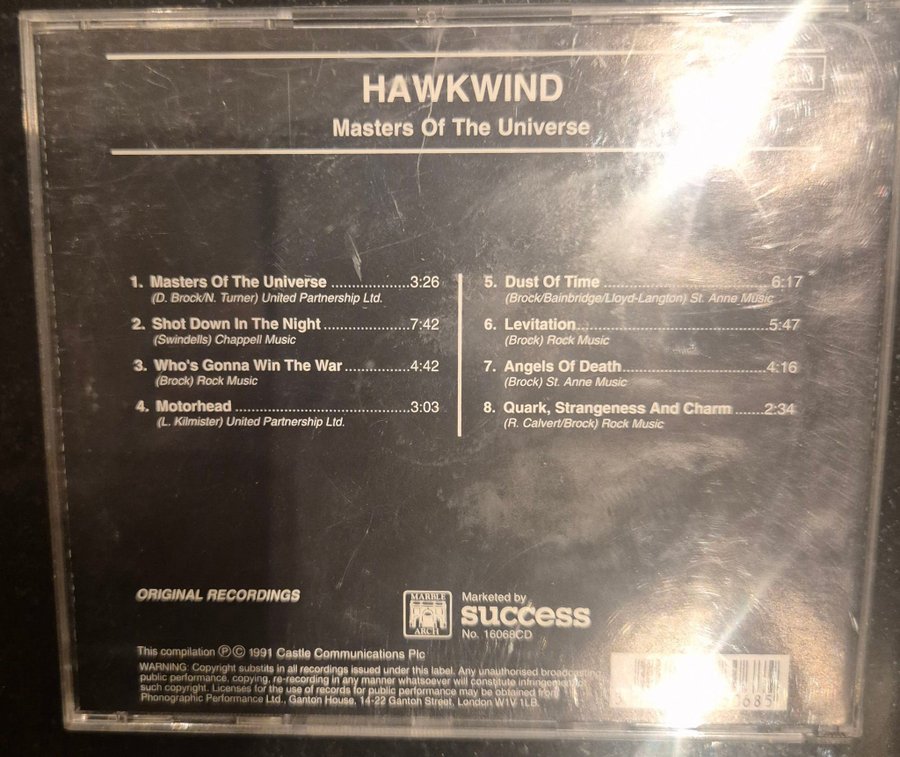 HAWKWIND
Masters Of The Universe
1. Masters Of The Universe ..................3:26
(D. Brock/N. Turner) United Partnership Ltd.
2. Shot Down In The Night ....................7:42
(Swindells) Chappell Music
3. Who's Gonna Win The War ...............4:42
(Brock) Rock Music
4. Motorhead .........................................3:03
(L. Kilmister) United Partnership Ltd.
5. Dust Of Time .......................................6:17
(Brock/Bainbridge/Lloyd-Langton) St. Anne Music
6. Levitation.............................................5:47
(Brock) Rock Music
7. Angels Of Death..................................4:16
(Brock) St. Anne Music
8. Quark, Strangeness And Charm .......2:34
(R. Calvert/Brock) Rock Music
ORIGINAL RECORDINGS
MARBLE
ARCH
Marketed by
success
No. 16068CD
This compilation ℗© 1991 Castle Communications Plc
WARNING: Copyright substits in all recordings issued under this label. Any unauthorised broadcasting,
public performance, copying, re-recording in any manner whatsoever will constitute infringement of
such copyright. Licenses for the use of records for public performance may be obtained from
Phonographic Performance Ltd., Ganton House, 14-22 Ganton Street, London W1V 1LB.